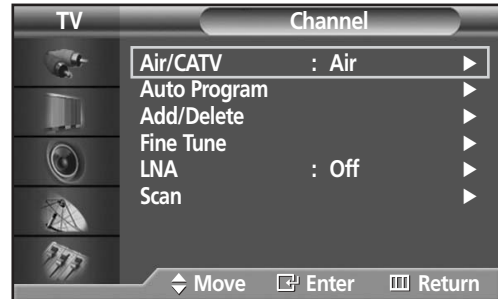 TV Channel
Air/CATV : Air
Auto Program
Add/Delete
Fine Tune
LNA : Off
Scan
Move Enter Return